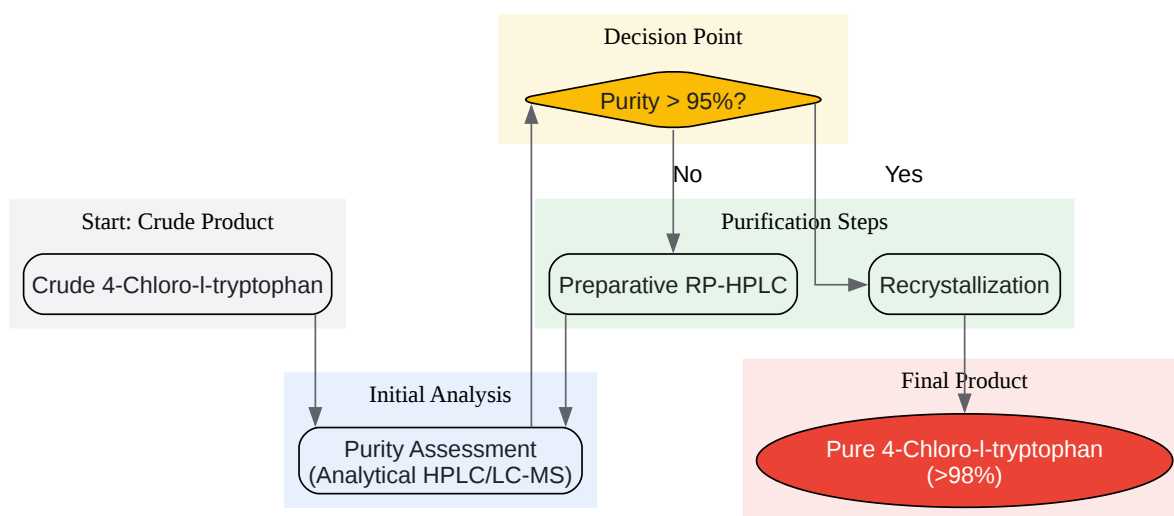 Decision Point
Purity > 95%?
No
Yes
Start: Crude Product
Crude 4-Chloro-l-tryptophan
Purification Steps
Preparative RP-HPLC
Recrystallization
Initial Analysis
Purity Assessment
(Analytical HPLC/LC-MS)
Final Product
Pure 4-Chloro-l-tryptophan
(>98%)